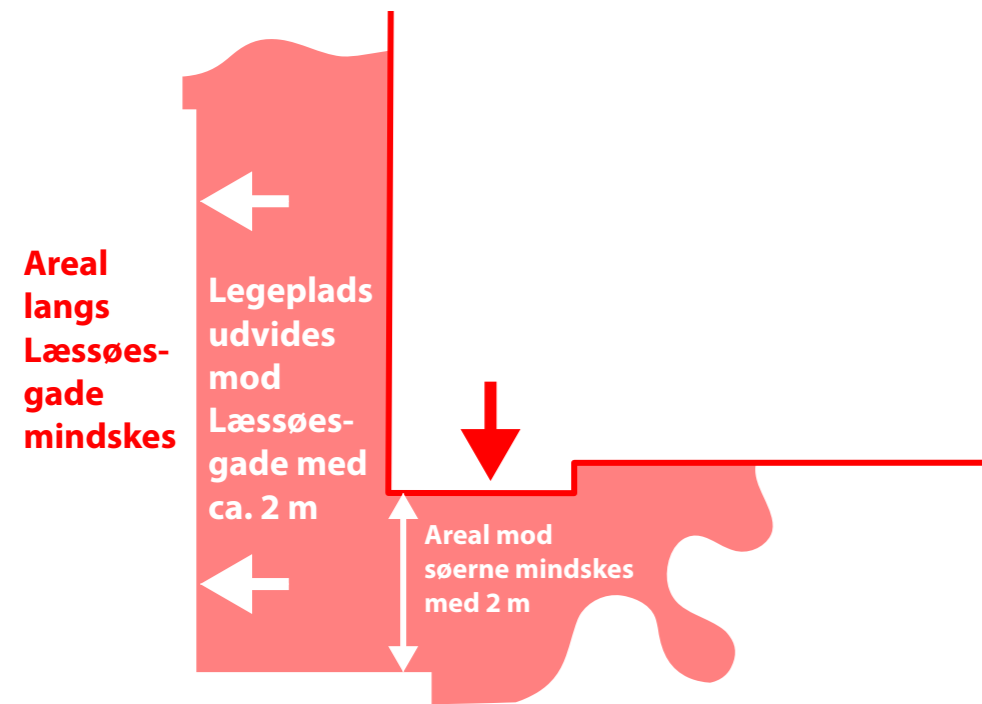 Areal
langs
Læssøes-
gade
mindskes
Legeplads
udvides
mod
Læssøes-
gade med
ca. 2 m
Areal mod
søerne mindskes
med 2 m